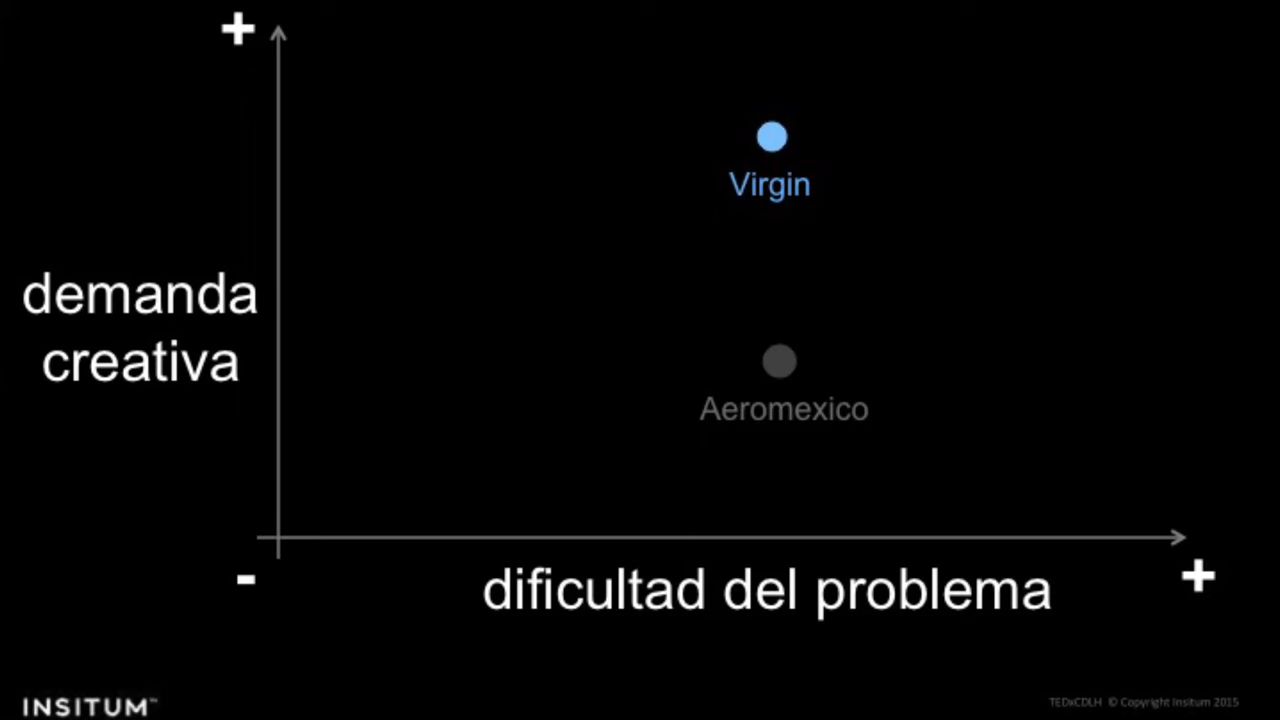 +
Virgin
demanda
creativa
Aeromexico
-
dificultad del problema
+
INSITUM™
TEDxCDLH © Copyright Insitum 2015